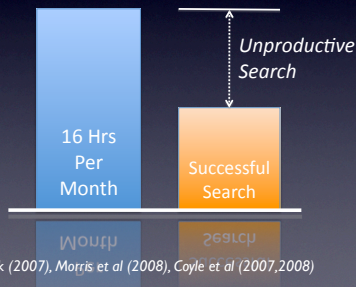 Unproductive
Search
16 Hrs
Per
Month
Successful
Search
k (2007), Morris et al (2008), Coyle et al (2007,2008)